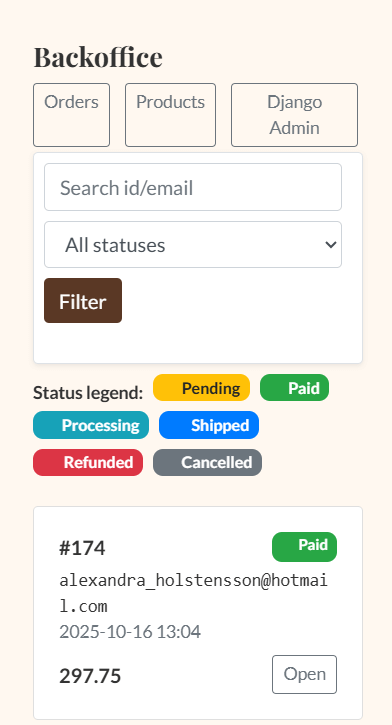 Backoffice
Orders Products Django
Admin
Search id/email
All statuses
Filter
Status legend: Pending Paid
Processing Shipped
Refunded Cancelled
#174 Paid
alexandra_holstensson@hotmai
l.com
2025-10-16 13:04
297.75 Open